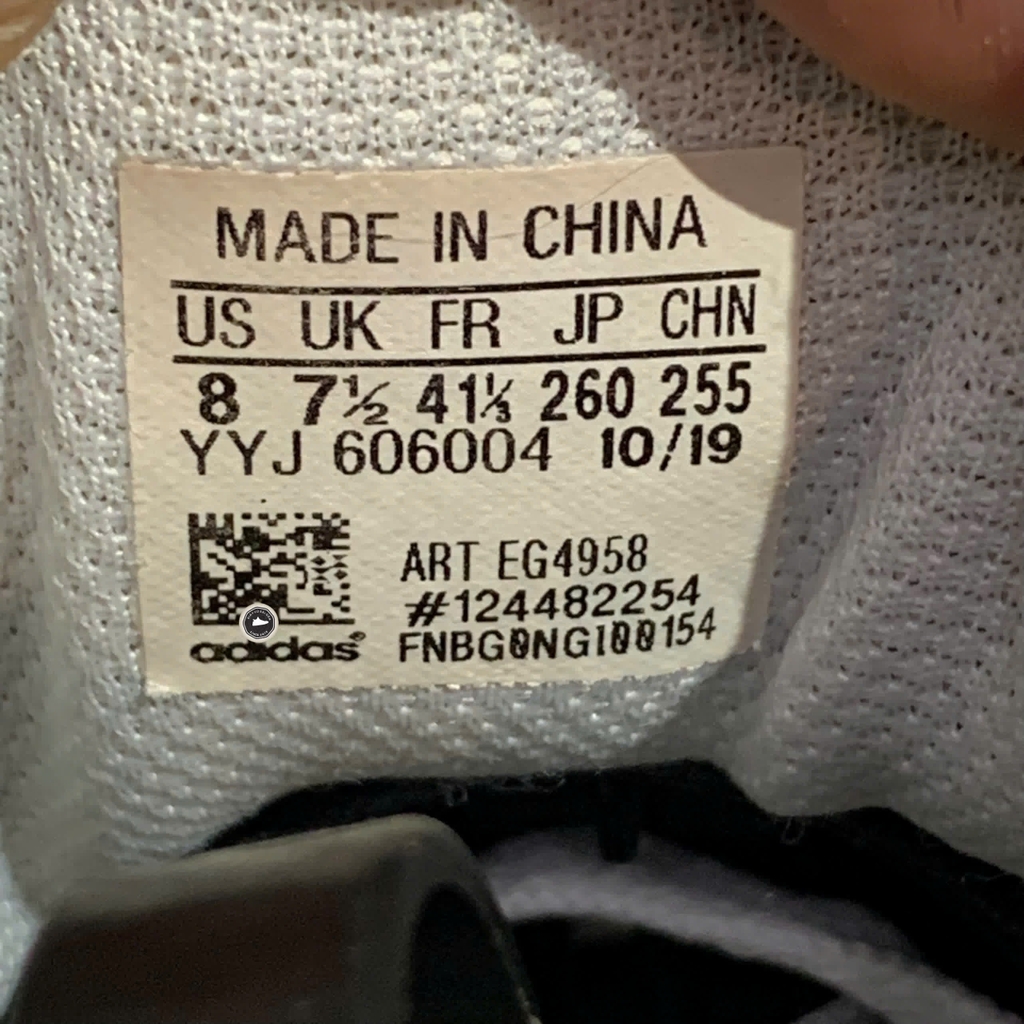 MADE IN CHINA
US UK FR JP CHN
8 7½ 41⅓ 260 255
YYJ 606004 10/19
ART EG4958
#124482254
adidas® FNBG0NG100154